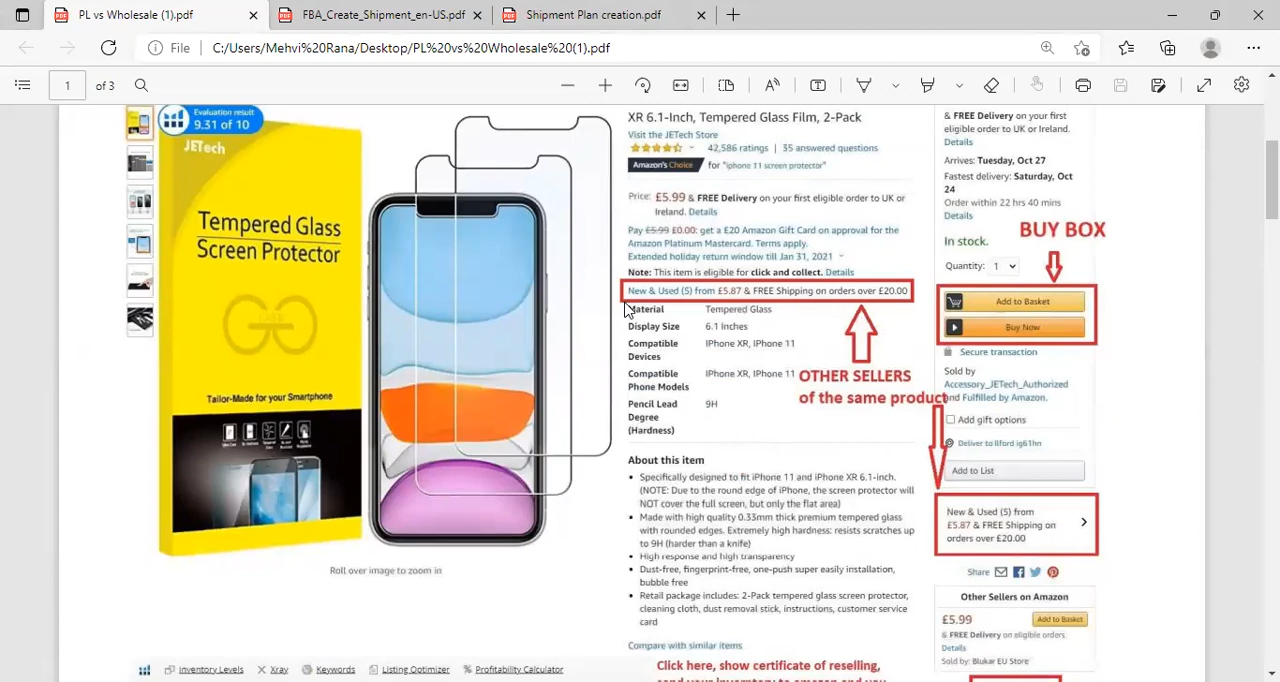 PL vs Wholesale (1).pdf
FBA_Create_Shipment_en-US.pdf
Shipment Plan creation.pdf
File
C:/Users/Mehvi%20Rana/Desktop/PL%20vs%20Wholesale%20(1).pdf
1 of 3
Evaluation result
9.31 of 10
JETech
Tempered Glass
Screen Protector
Tailor-Made for your Smartphone
Roll over image to zoom in
XR 6.1-Inch, Tempered Glass Film, 2-Pack
Visit the JETech Store
42,586 ratings | 35 answered questions
Amazon's Choice for "iphone 11 screen protector"
Price: £5.99 & FREE Delivery on your first eligible order to UK or
Ireland. Details
Pay £5.99 £0.00: get a £20 Amazon Gift Card on approval for the
Amazon Platinum Mastercard. Terms apply.
Extended holiday return window till Jan 31, 2021
Note: This item is eligible for click and collect. Details
New & Used (5) from £5.87 & FREE Shipping on orders over £20.00
Material Tempered Glass
Display Size 6.1 Inches
Compatible IPhone XR, IPhone 11
Devices
Compatible IPhone XR, IPhone 11
Phone Models
Pencil Lead 9H
Degree
(Hardness)
OTHER SELLERS
of the same product
About this item
• Specifically designed to fit iPhone 11 and iPhone XR 6.1-inch.
(NOTE: Due to the round edge of iPhone, the screen protector will
NOT cover the full screen, but only the flat area)
• Made with high quality 0.33mm thick premium tempered glass
with rounded edges. Extremely high hardness: resists scratches up
to 9H (harder than a knife)
• High response and high transparency
• Dust-free, fingerprint-free, one-push super easily installation,
bubble free
• Retail package includes: 2-Pack tempered glass screen protector,
cleaning cloth, dust removal stick, instructions, customer service
card
Compare with similar items
Click here, show certificate of reselling,
send your inventory to amazon and you
Inventory Levels
Xray
Keywords
Listing Optimizer
Profitability Calculator
& FREE Delivery on your first
eligible order to UK or Ireland.
Details
Arrives: Tuesday, Oct 27
Fastest delivery: Saturday, Oct
24
Order within 22 hrs 40 mins
Details
BUY BOX
In stock.
Quantity: 1
Add to Basket
Buy Now
Secure transaction
Sold by
Accessory_JETech_Authorized
and Fulfilled by Amazon.
Add gift options
Deliver to Ilford ig61hn
Add to List
New & Used (5) from
£5.87 & FREE Shipping on
orders over £20.00
Share
Other Sellers on Amazon
£5.99 Add to Basket
& FREE Delivery on eligible orders.
Details
Sold by: Blukar EU Store